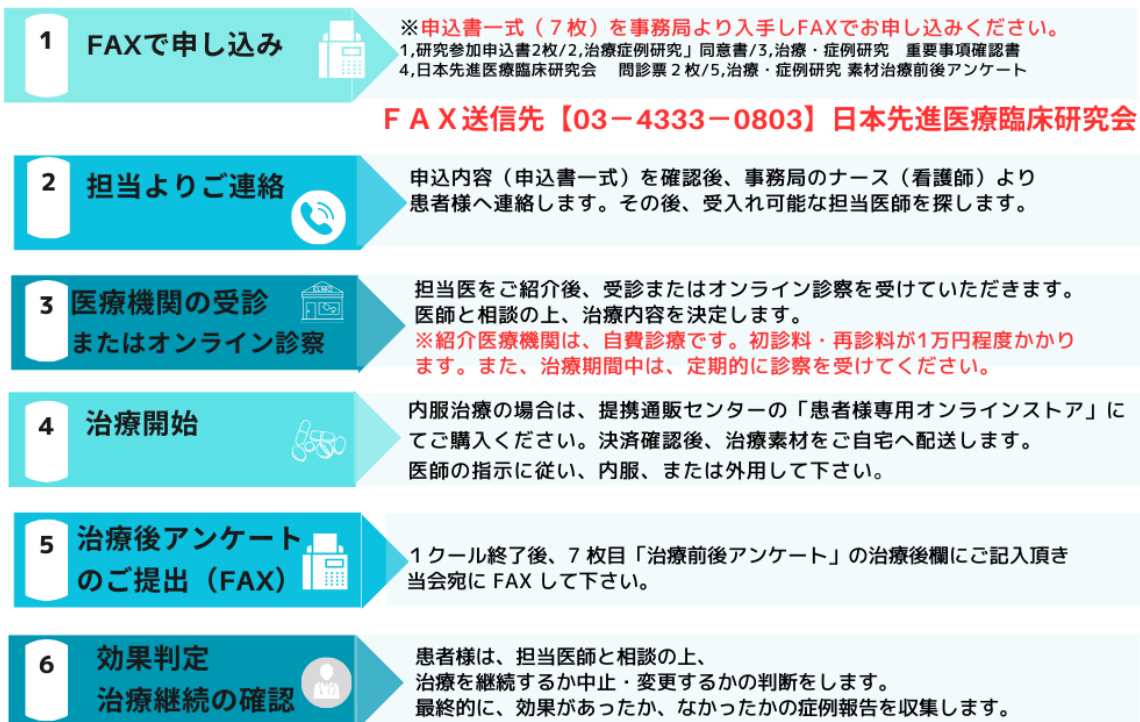 1
FAXで申し込み
※申込書一式（７枚）を事務局より入手しFAXでお申し込みください。
1,研究参加申込書2枚/2,治療症例研究」同意書/3,治療・症例研究　重要事項確認書
4,日本先進医療臨床研究会　問診票２枚/5,治療・症例研究 素材治療前後アンケート
ＦＡＸ送信先【03－4333－0803】日本先進医療臨床研究会
2
担当よりご連絡
申込内容（申込書一式）を確認後、事務局のナース（看護師）より
患者様へ連絡します。その後、受入れ可能な担当医師を探します。
3
医療機関の受診
またはオンライン診察
担当医をご紹介後、受診またはオンライン診察を受けていただきます。
医師と相談の上、治療内容を決定します。
※紹介医療機関は、自費診療です。初診料・再診料が1万円程度かかり
ます。また、治療期間中は、定期的に診察を受けてください。
4
治療開始
内服治療の場合は、提携通販センターの「患者様専用オンラインストア」に
てご購入ください。決済確認後、治療素材をご自宅へ配送します。
医師の指示に従い、内服、または外用して下さい。
5
治療後アンケート
のご提出（FAX）
１クール終了後、７枚目「治療前後アンケート」の治療後欄にご記入頂き
当会宛に FAX して下さい。
6
効果判定
治療継続の確認
患者様は、担当医師と相談の上、
治療を継続するか中止・変更するかの判断をします。
最終的に、効果があったか、なかったかの症例報告を収集します。